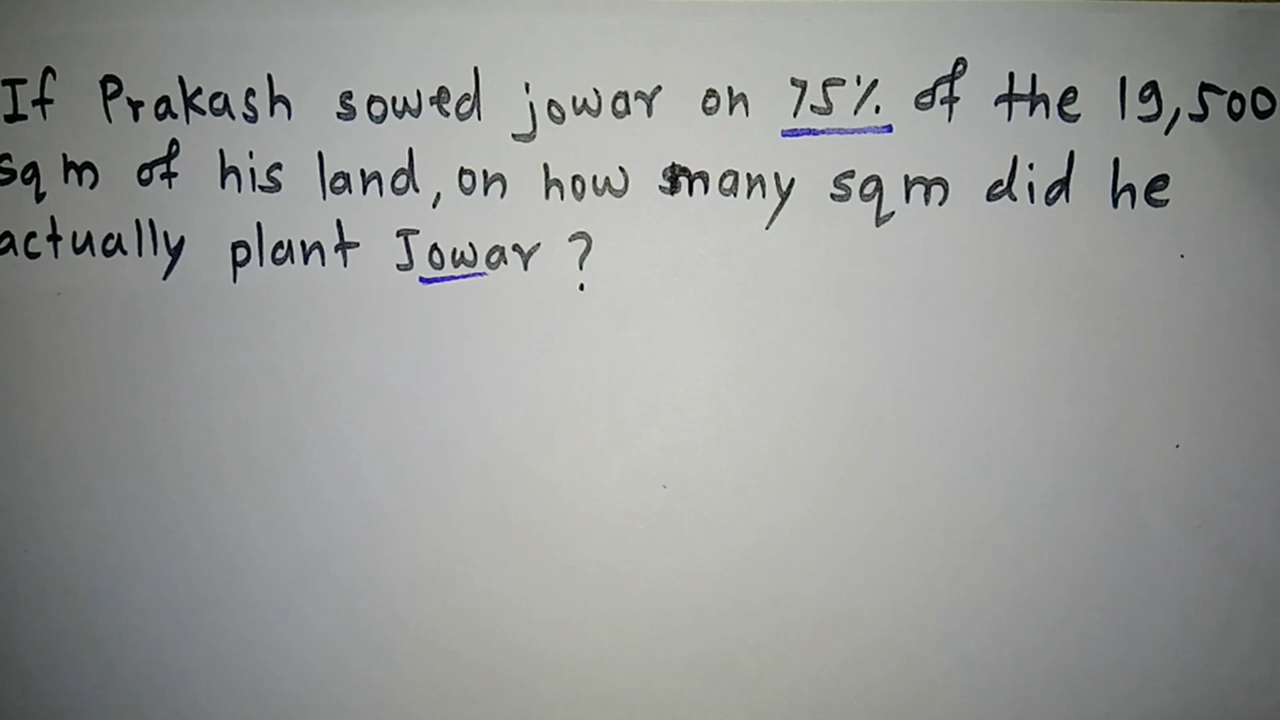 If Prakash sowed jowar on 75% of the 19,500
sq m of his land, on how many sq m did he
actually plant Jowar ?